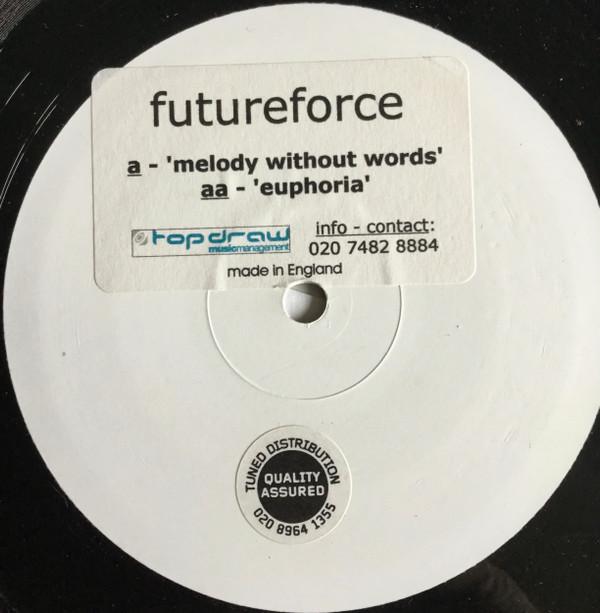 futureforce
a - 'melody without words'
aa - 'euphoria'
topdraw
musicmanagement
info - contact:
020 7482 8884
made in England
TUNED DISTRIBUTION
QUALITY
ASSURED
020 8964 1355